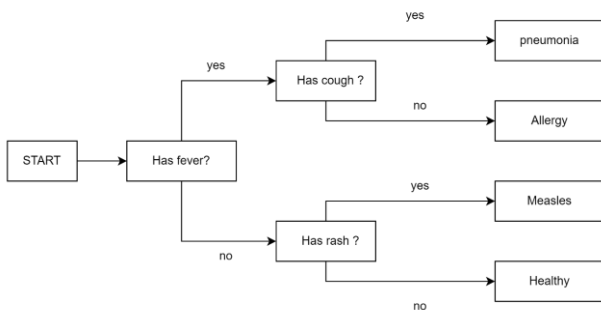 yes
pneumonia
yes
Has cough ?
no
Allergy
START
Has fever?
yes
Measles
Has rash ?
no
Healthy
no